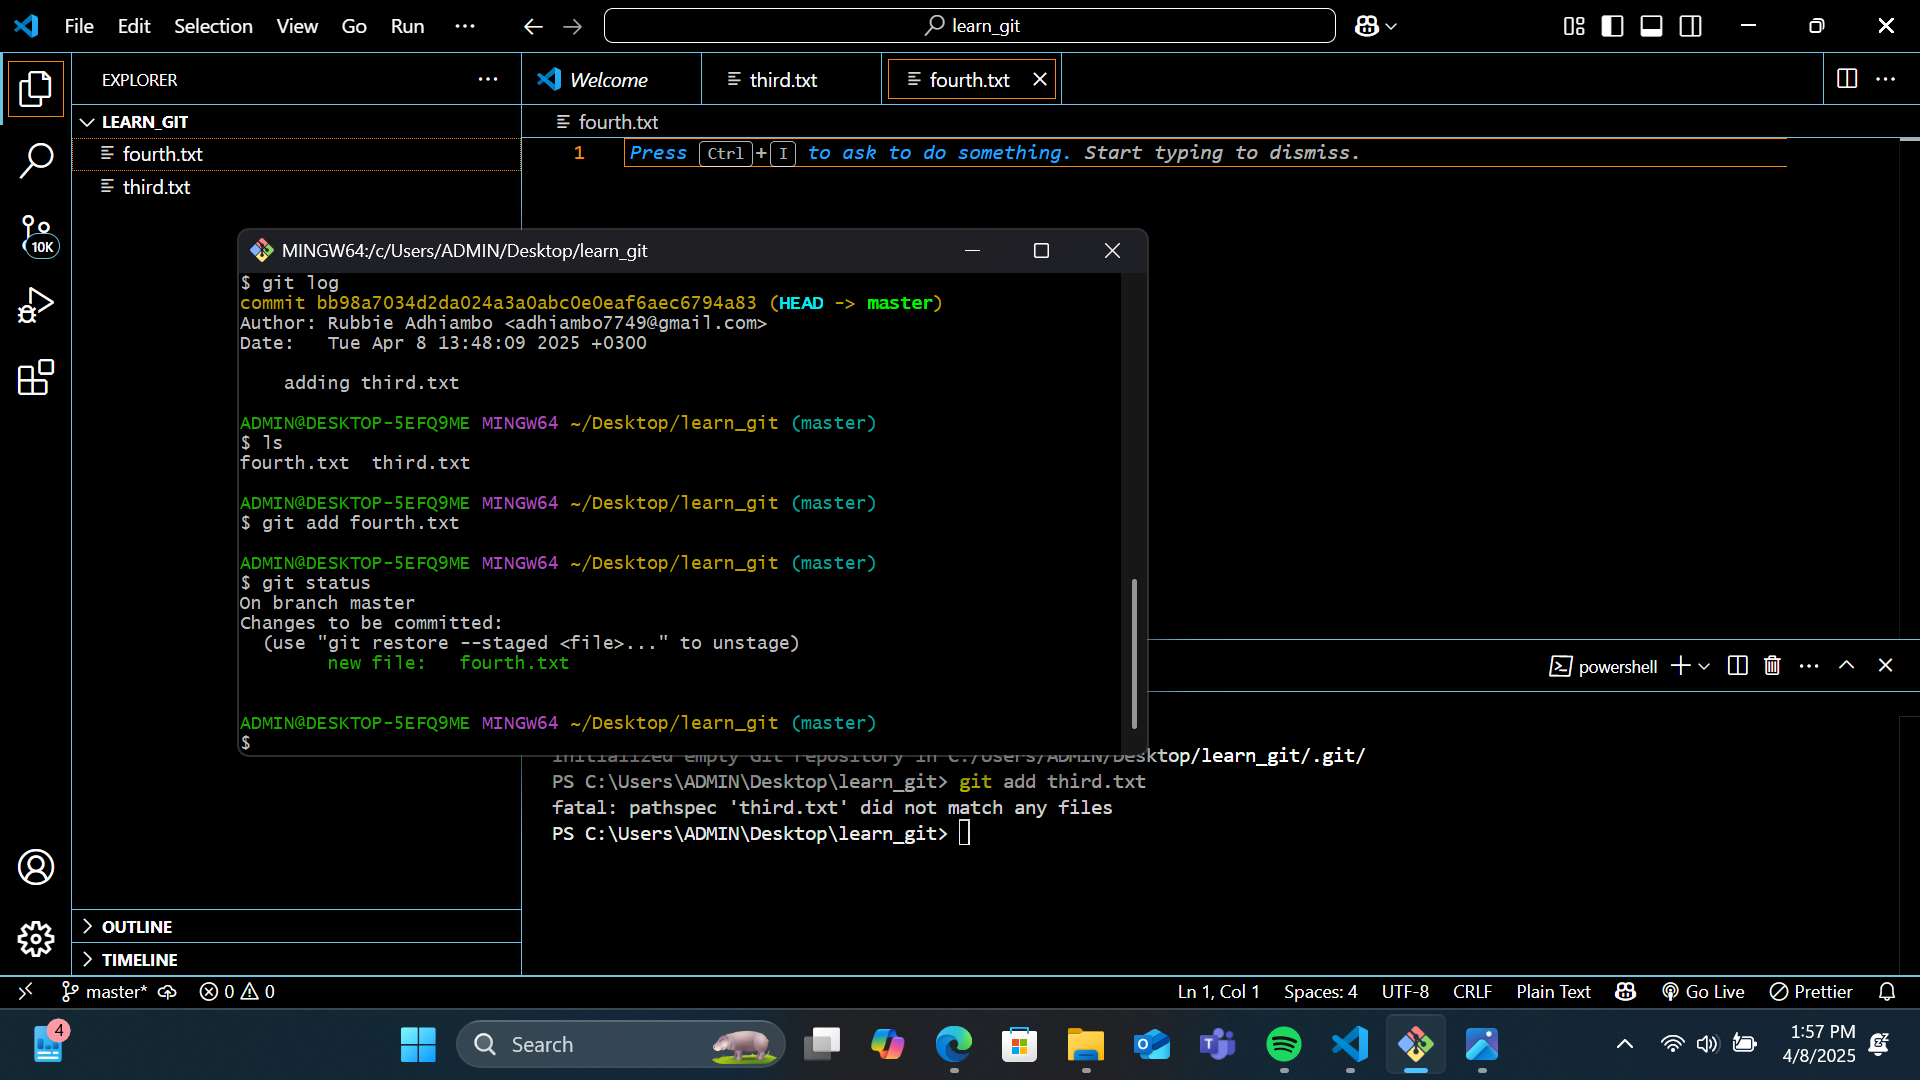 File Edit Selection View Go Run ···
learn_git
EXPLORER
Welcome
third.txt
fourth.txt
LEARN_GIT
fourth.txt
third.txt
fourth.txt
1
Press Ctrl+I to ask to do something. Start typing to dismiss.
10K
MINGW64:/c/Users/ADMIN/Desktop/learn_git
$ git log
commit bb98a7034d2da024a3a0abc0e0eaf6aec6794a83 (HEAD -> master)
Author: Rubbie Adhiambo <adhiambo7749@gmail.com>
Date:   Tue Apr 8 13:48:09 2025 +0300
adding third.txt
ADMIN@DESKTOP-5EFQ9ME MINGW64 ~/Desktop/learn_git (master)
$ ls
fourth.txt  third.txt
ADMIN@DESKTOP-5EFQ9ME MINGW64 ~/Desktop/learn_git (master)
$ git add fourth.txt
ADMIN@DESKTOP-5EFQ9ME MINGW64 ~/Desktop/learn_git (master)
$ git status
On branch master
Changes to be committed:
(use "git restore --staged <file>..." to unstage)
new file:   fourth.txt
ADMIN@DESKTOP-5EFQ9ME MINGW64 ~/Desktop/learn_git (master)
$
powershell
Initialized empty Git repository in C:/Users/ADMIN/Desktop/learn_git/.git/
PS C:\Users\ADMIN\Desktop\learn_git> git add third.txt
fatal: pathspec 'third.txt' did not match any files
PS C:\Users\ADMIN\Desktop\learn_git>
OUTLINE
TIMELINE
master* 0 0
Ln 1, Col 1 Spaces: 4 UTF-8 CRLF Plain Text Go Live Prettier
4
Search
1:57 PM
4/8/2025